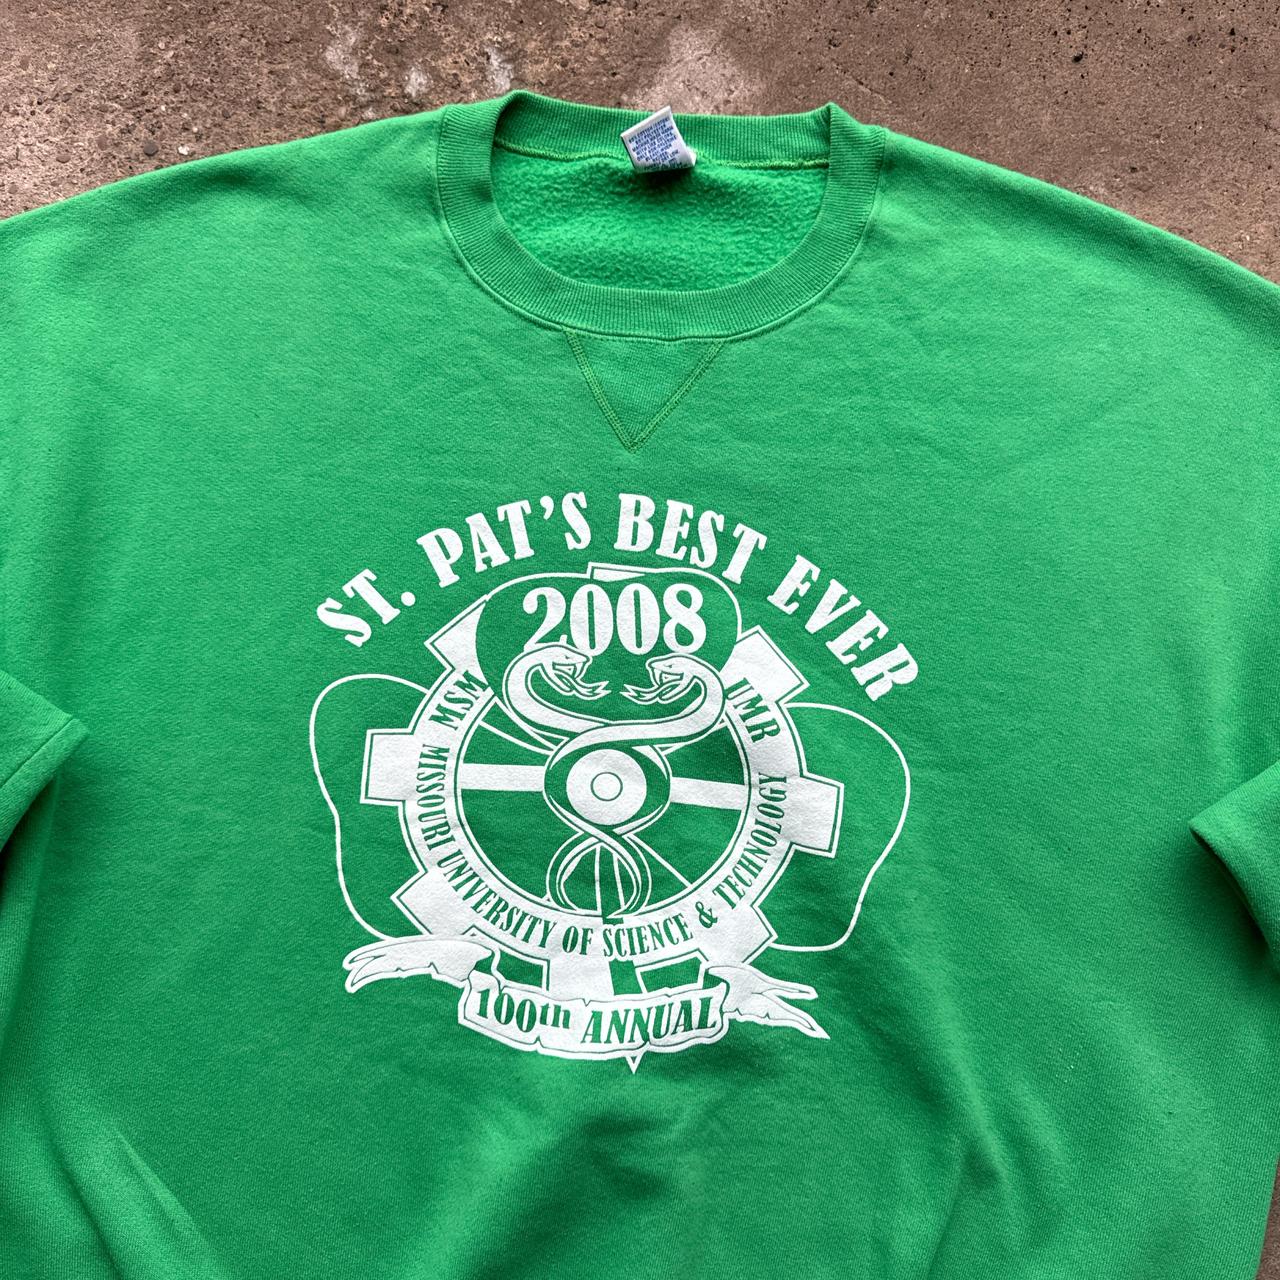 ST. PAT'S BEST EVER
2008
MSM
UMR
MISSOURI UNIVERSITY OF SCIENCE & TECHNOLOGY
100th ANNUAL